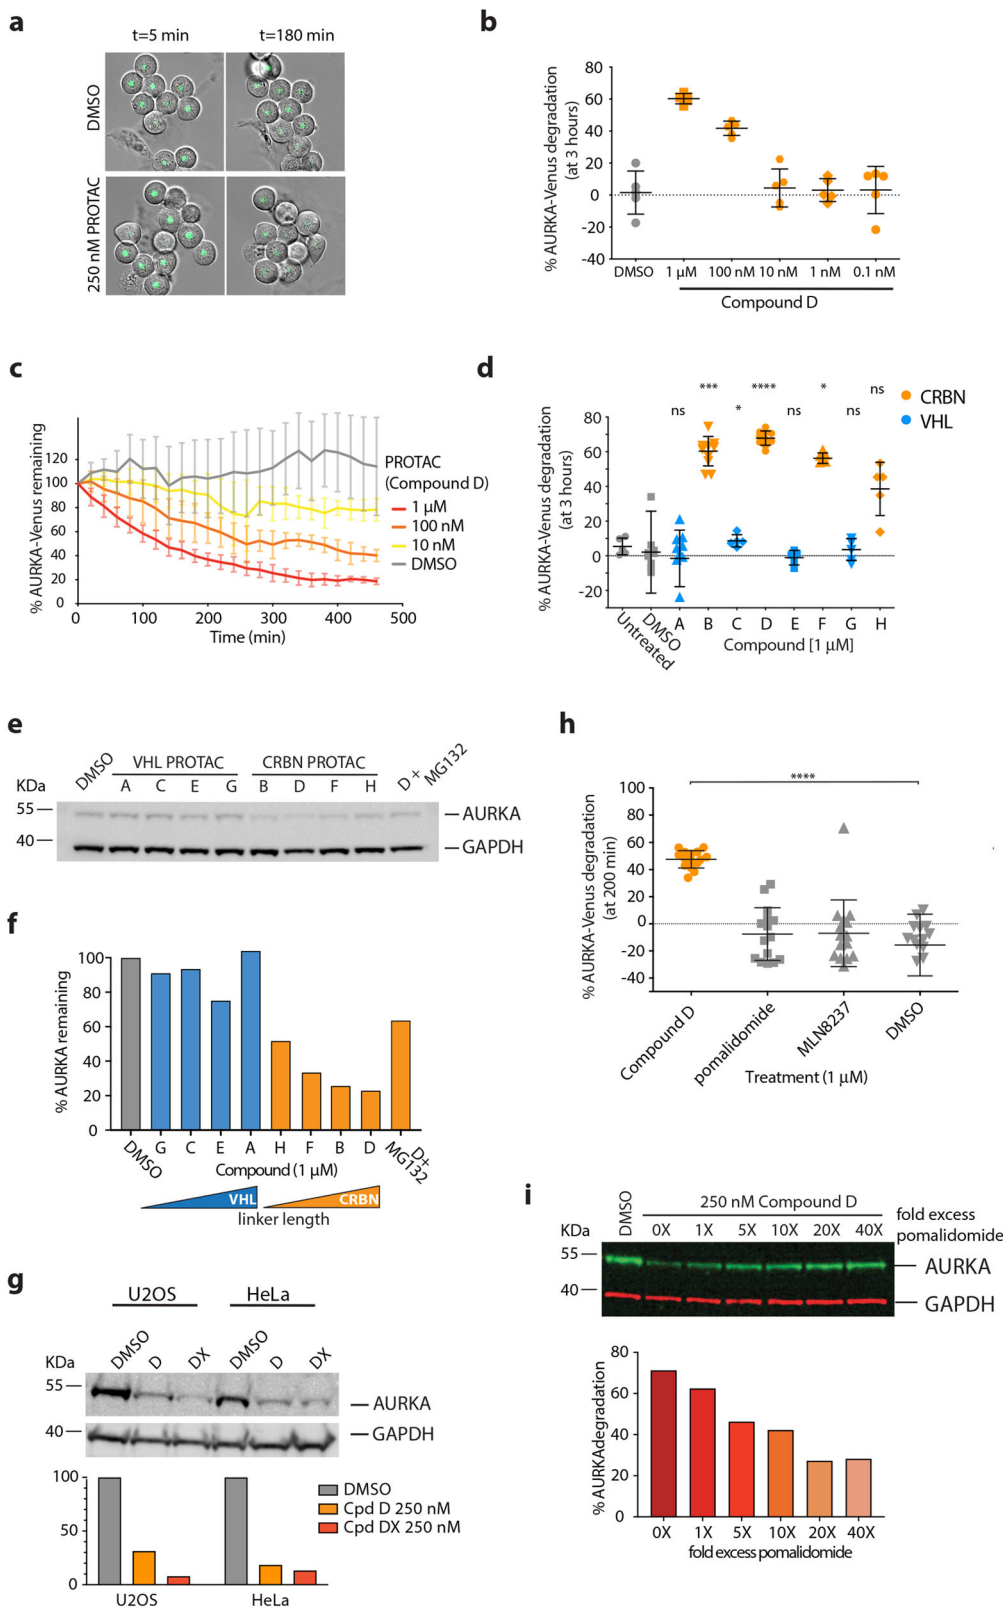 a
t=5 min
t=180 min
DMSO
250 nM PROTAC
b
% AURKA-Venus degradation
(at 3 hours)
80
60
40
20
0
-20
-40
DMSO
1 µM
100 nM
10 nM
1 nM
0.1 nM
Compound D
c
% AURKA-Venus remaining
120
100
80
60
40
20
0
0
100
200
300
400
500
Time (min)
PROTAC
(Compound D)
1 µM
100 nM
10 nM
DMSO
d
% AURKA-Venus degradation
(at 3 hours)
80
60
40
20
0
-20
ns
***
*
****
ns
*
ns
ns
CRBN
VHL
Untreated
DMSO
A
B
C
D
E
F
G
H
Compound [1 µM]
e
KDa
DMSO
VHL PROTAC
CRBN PROTAC
D +
MG132
A
C
E
G
B
D
F
H
55
40
AURKA
GAPDH
f
% AURKA remaining
100
80
60
40
20
0
DMSO
G
C
E
A
H
F
B
D
D+
MG132
Compound (1 µM)
VHL
CRBN
linker length
g
U2OS
HeLa
KDa
DMSO
D
DX
DMSO
D
DX
55
40
AURKA
GAPDH
100
50
0
U2OS
HeLa
DMSO
Cpd D 250 nM
Cpd DX 250 nM
h
% AURKA-Venus degradation
(at 200 min)
100
80
60
40
20
0
-20
-40
****
Compound D
pomalidomide
MLN8237
DMSO
Treatment (1 µM)
i
KDa
DMSO
250 nM Compound D
0X
1X
5X
10X
20X
40X
fold excess
pomalidomide
55
40
AURKA
GAPDH
% AURKAdegradation
80
60
40
20
0
0X
1X
5X
10X
20X
40X
fold excess pomalidomide